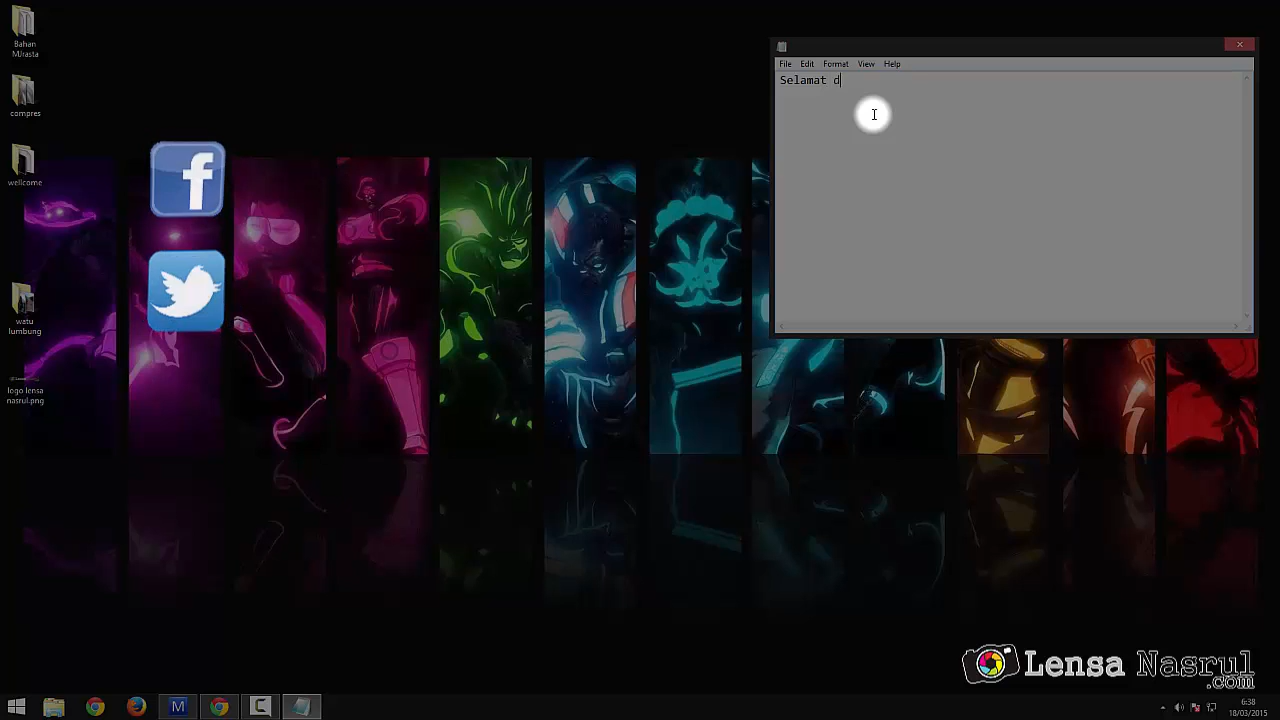 Bahan
MJrasta
compres
wellcome
watu
lumbung
logo lensa
nasrul.png
File Edit Format View Help
Selamat d
f
Lensa Nasrul
.com
M
6:38
18/03/2015